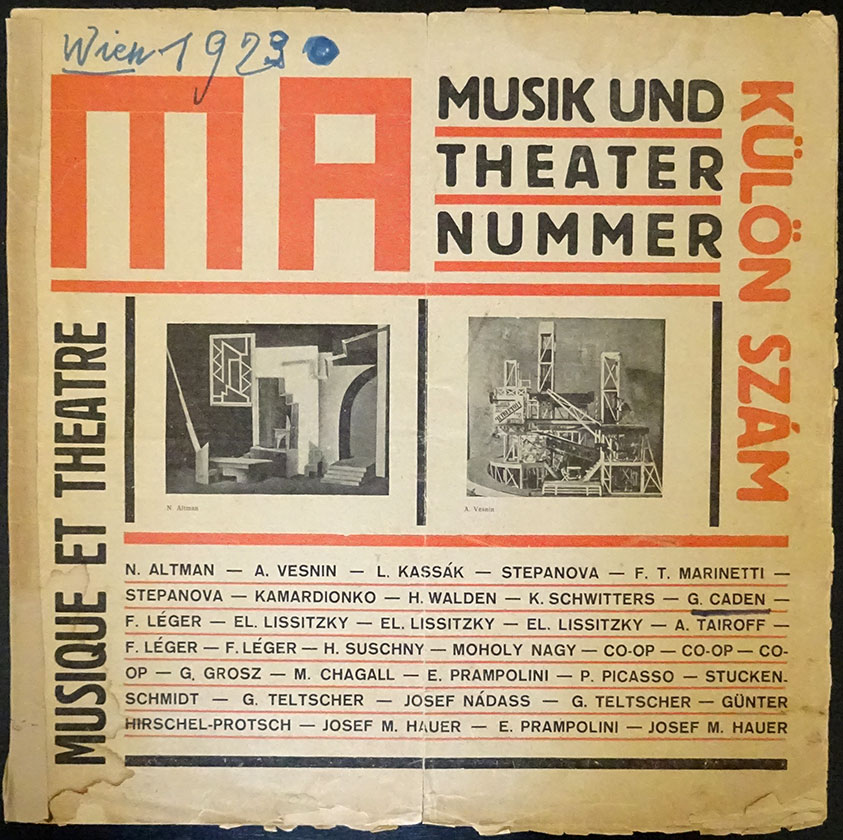 Wien 1923
MA
MUSIK UND
THEATER
NUMMER
KÜLÖN SZÁM
MUSIQUE ET THEATRE
N. Altman
A. Vesnin
N. ALTMAN — A. VESNIN — L. KASSÁK — STEPANOVA — F. T. MARINETTI —
STEPANOVA — KAMARDIONKO — H. WALDEN — K. SCHWITTERS — G. CADEN —
F. LÉGER — EL. LISSITZKY — EL. LISSITZKY — EL. LISSITZKY — A. TAIROFF —
F. LÉGER — F. LÉGER — H. SUSCHNY — MOHOLY NAGY — CO-OP — CO-OP — CO-
OP — G. GROSZ — M. CHAGALL — E. PRAMPOLINI — P. PICASSO — STUCKEN-
SCHMIDT — G. TELTSCHER — JOSEF NÁDASS — G. TELTSCHER — GÜNTER
HIRSCHEL-PROTSCH — JOSEF M. HAUER — E. PRAMPOLINI — JOSEF M. HAUER